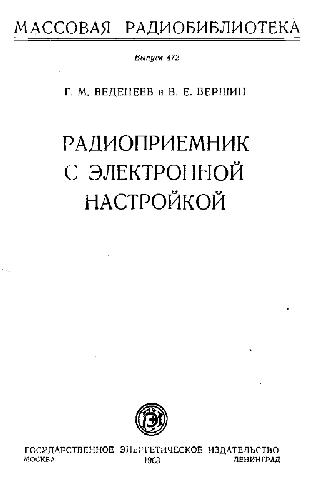 МАССОВАЯ РАДИОБИБЛИОТЕКА
Выпуск 472
Г. М. ВЕДЕНЕЕВ и В. Е. ВЕРШИН
РАДИОПРИЕМНИК
С ЭЛЕКТРОННОЙ
НАСТРОЙКОЙ
ГОСУДАРСТВЕННОЕ ЭНЕРГЕТИЧЕСКОЕ ИЗДАТЕЛЬСТВО
МОСКВА 1963 ЛЕНИНГРАД